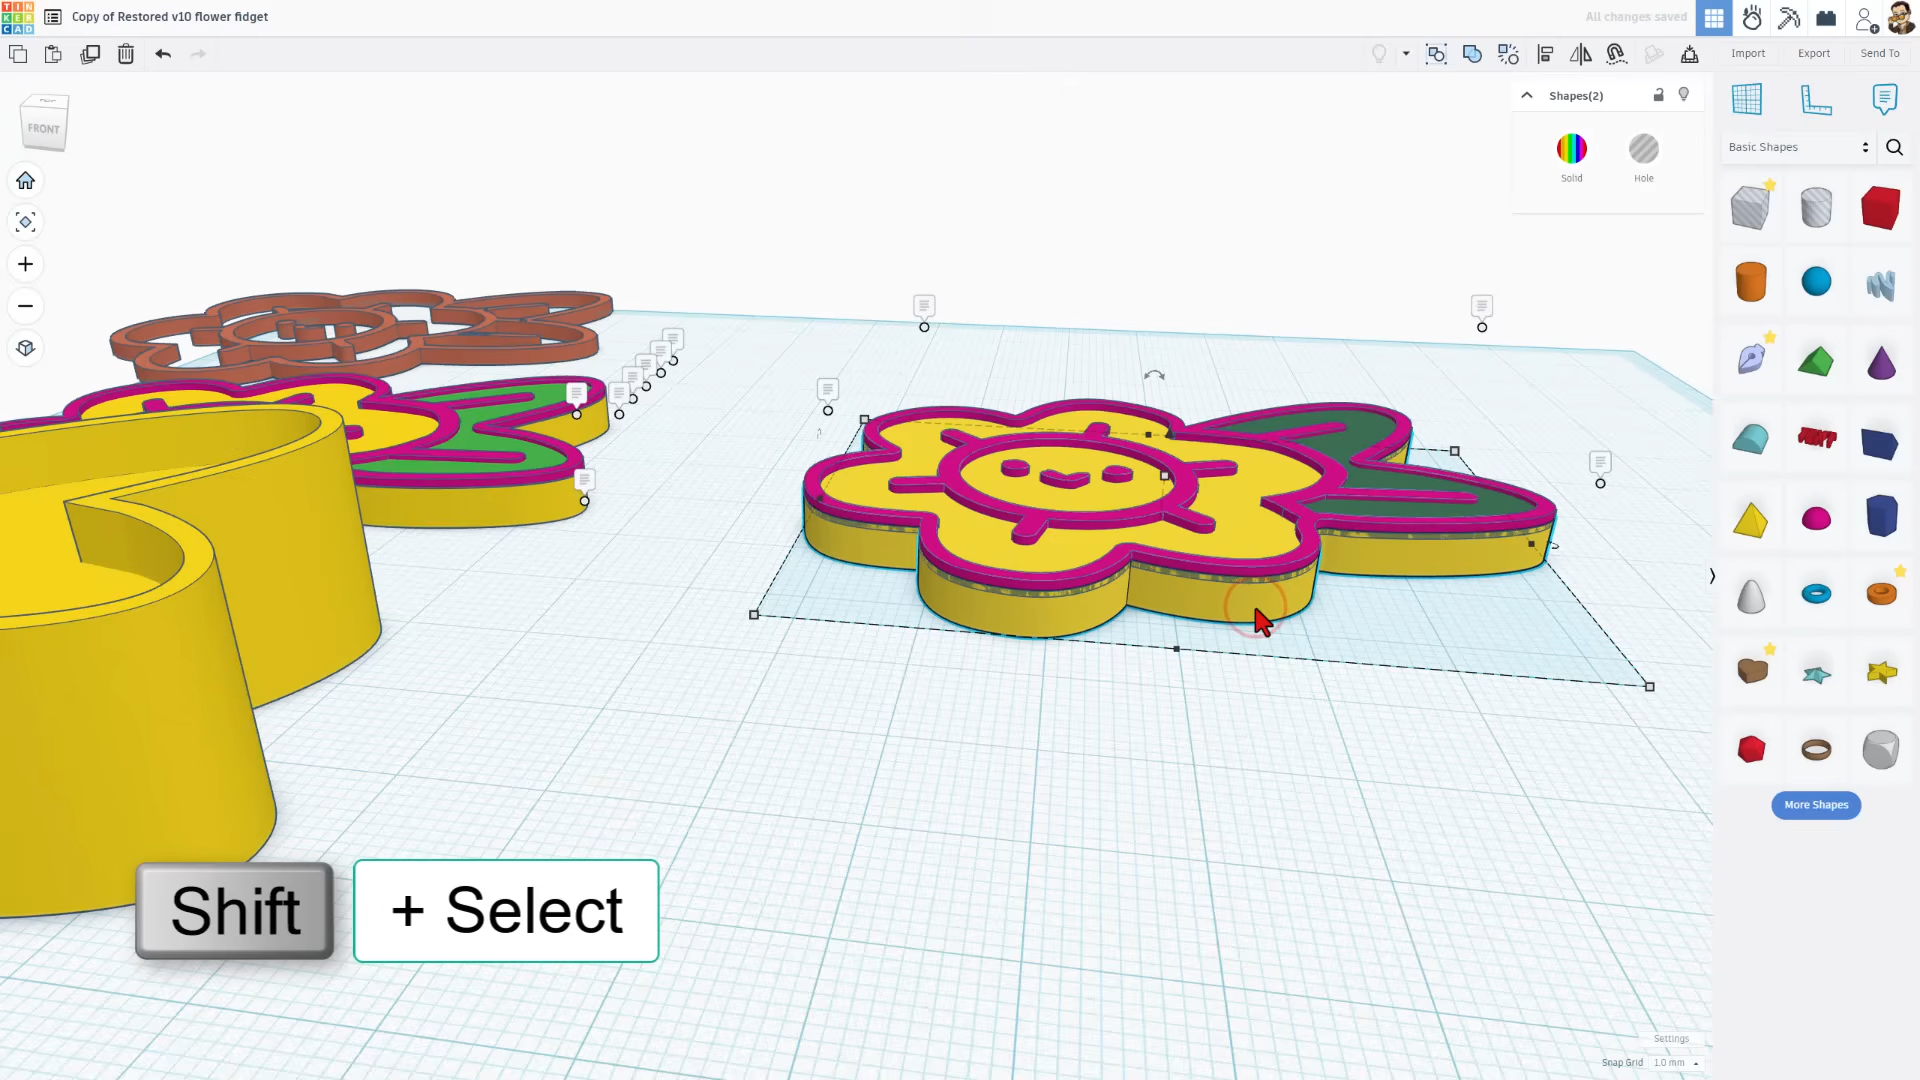 TIN
KER
CAD
Copy of Restored v10 flower fidget
All changes saved
Import
Export
Send To
FRONT
Shapes(2)
Solid
Hole
Basic Shapes
More Shapes
Shift
+ Select
Settings
Snap Grid
1.0 mm